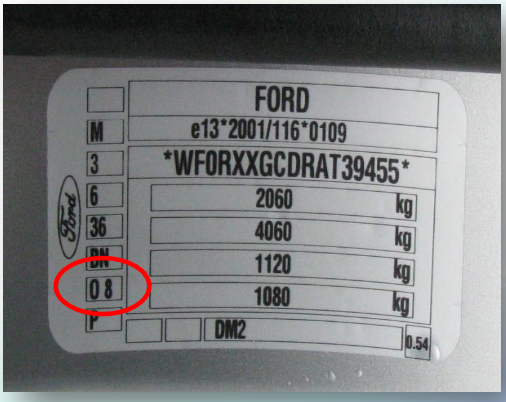 FORD
M e13*2001/116*0109
3 *WF0RXXGCDRAT39455*
6 2060 kg
36 4060 kg
BN 1120 kg
O 8 1080 kg
P DM2 0.54
Ford